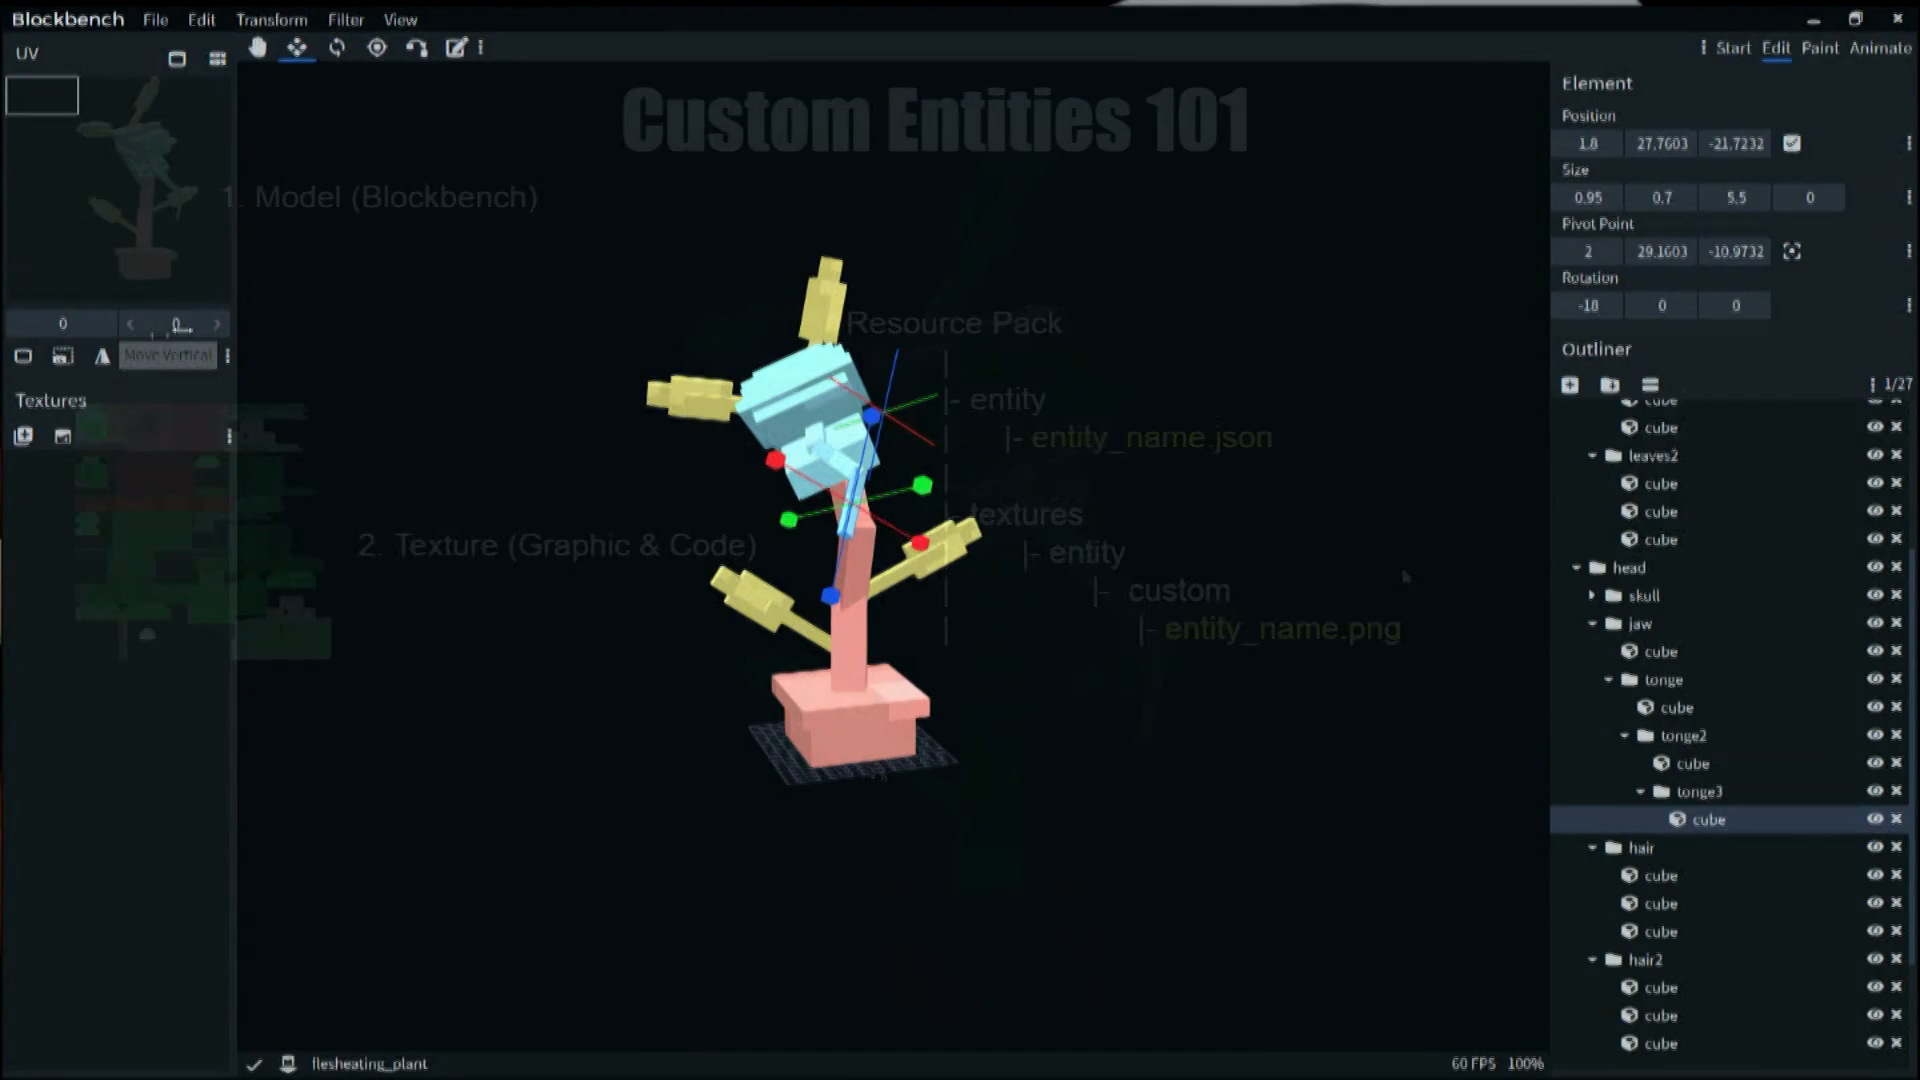 Blockbench File Edit Transform Filter View
UV
Start Edit Paint Animate
Custom Entities 101
1. Model (Blockbench)
Resource Pack
|- entity
|- entity_name.json
2. Texture (Graphic & Code)
|- textures
|- entity
|- custom
|- entity_name.png
0
0
Move Vertical
Textures
Element
Position
1.8 27.7603 -21.7232
Size
0.95 0.7 5.5 0
Pivot Point
2 29.1603 -10.9732
Rotation
-18 0 0
Outliner
1/27
cube
cube
leaves2
cube
cube
cube
head
skull
jaw
cube
tonge
cube
tonge2
cube
tonge3
cube
hair
cube
cube
cube
hair2
cube
cube
cube
flesheating_plant
60 FPS 100%